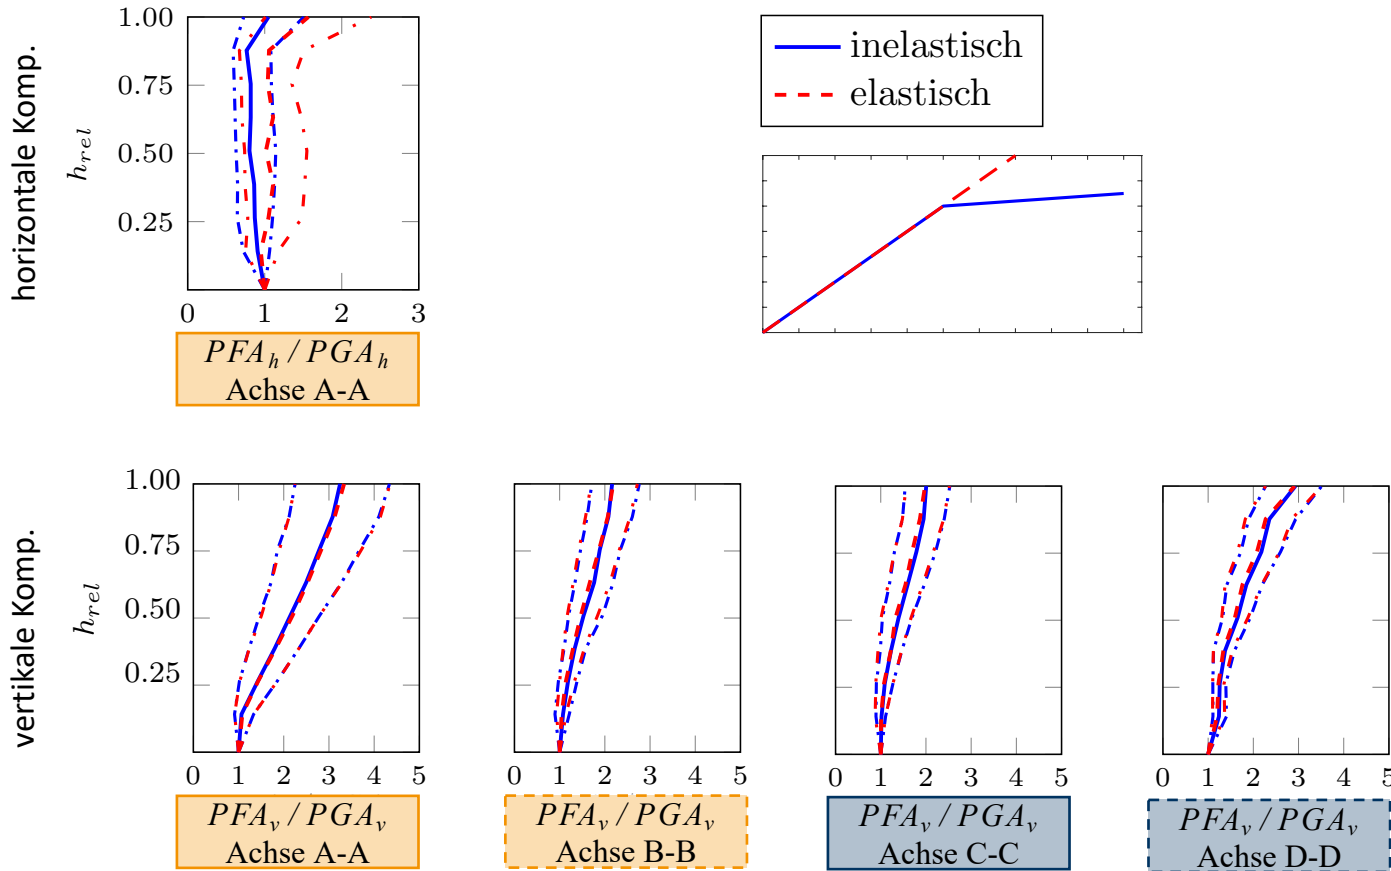 horizontale Komp.
h_rel
1.00
0.75
0.50
0.25
0 1 2 3
PFA_h / PGA_h
Achse A-A
inelastisch
elastisch
vertikale Komp.
h_rel
1.00
0.75
0.50
0.25
0 1 2 3 4 5
PFA_v / PGA_v
Achse A-A
0 1 2 3 4 5
PFA_v / PGA_v
Achse B-B
0 1 2 3 4 5
PFA_v / PGA_v
Achse C-C
0 1 2 3 4 5
PFA_v / PGA_v
Achse D-D